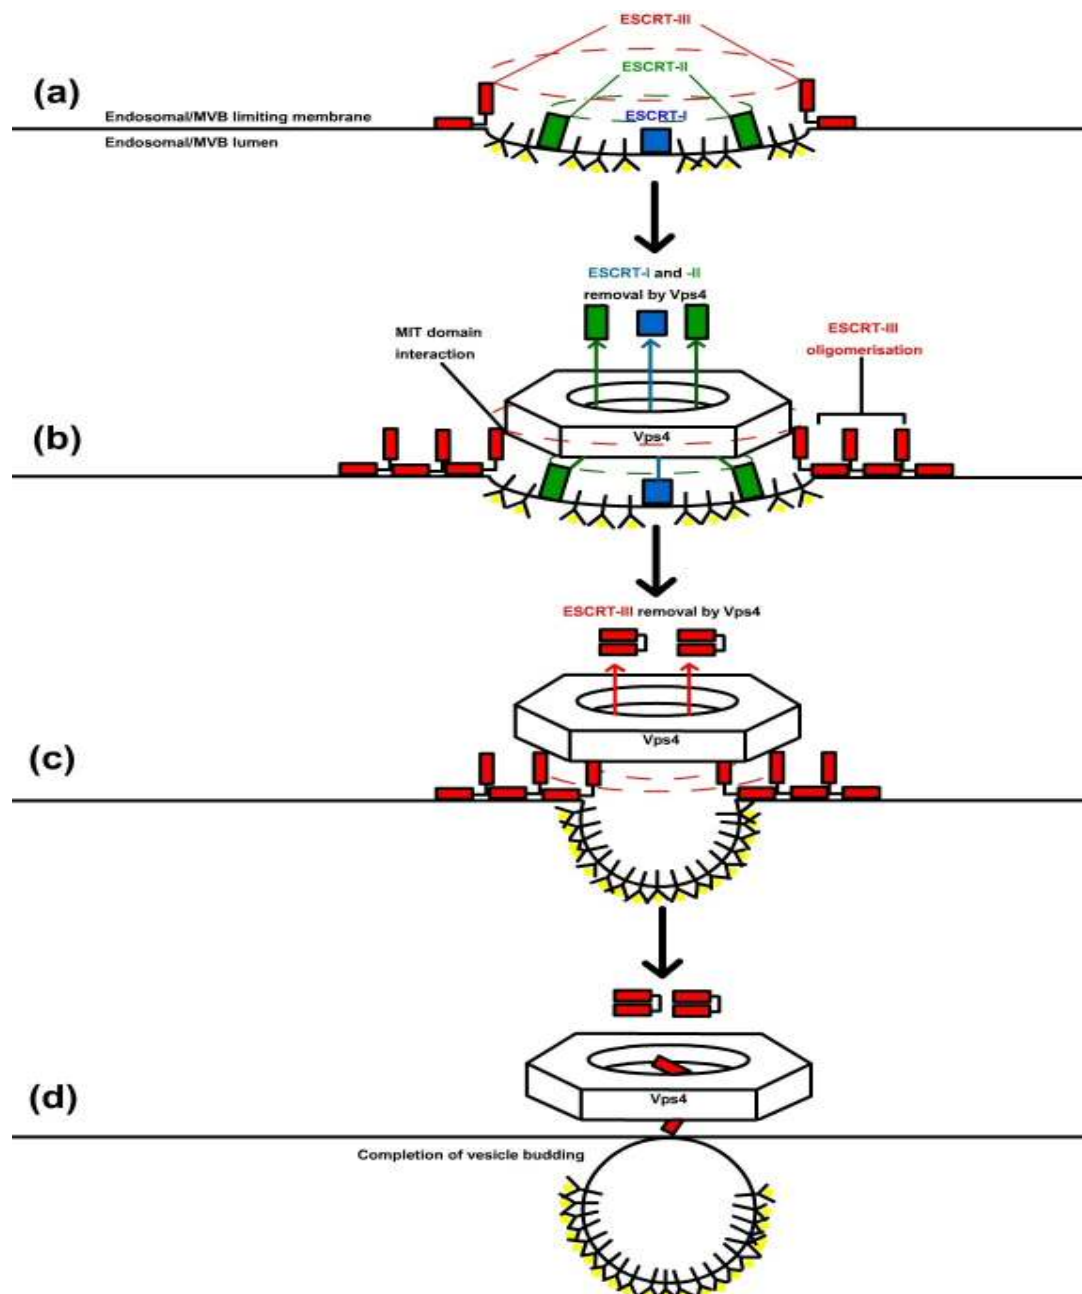 ESCRT-III
ESCRT-II
(a)
Endosomal/MVB limiting membrane
ESCRT-I
Endosomal/MVB lumen
ESCRT-I and -II
removal by Vps4
MIT domain
interaction
ESCRT-III
oligomerisation
(b)
Vps4
ESCRT-III removal by Vps4
Vps4
(c)
(d)
Vps4
Completion of vesicle budding